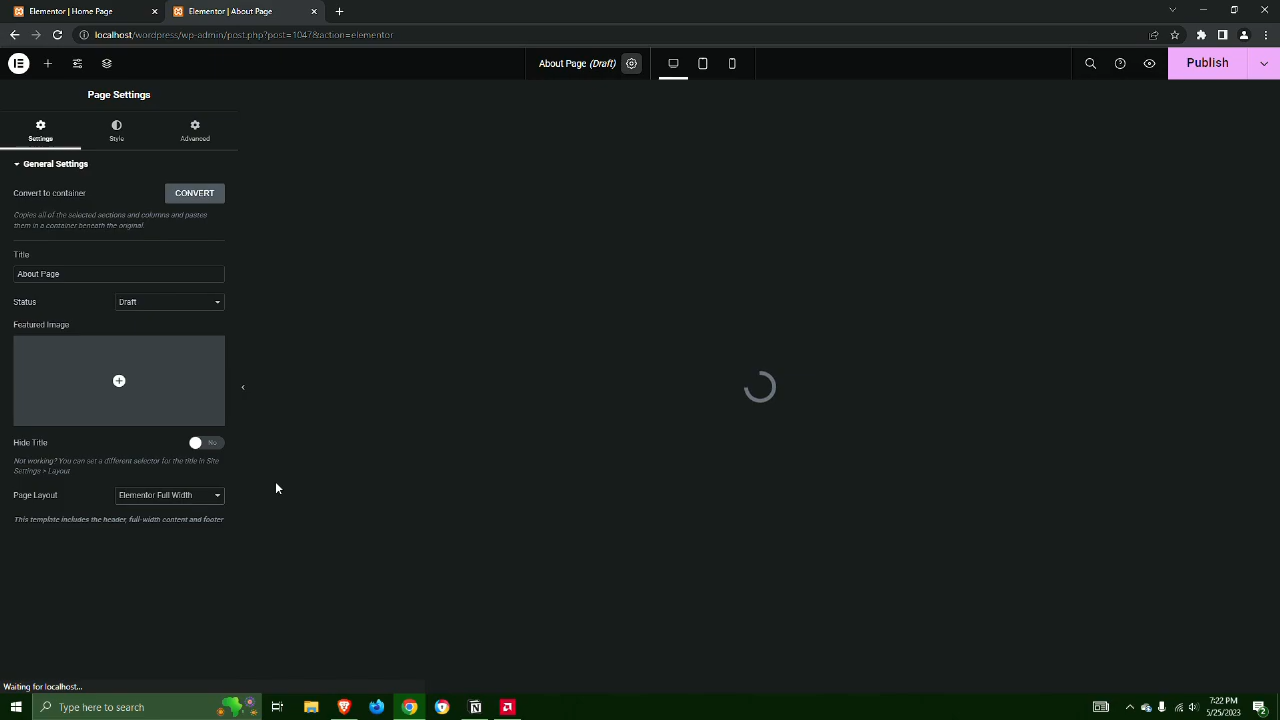 Elementor | Home Page
Elementor | About Page
localhost/wordpress/wp-admin/post.php?post=1047&action=elementor
About Page (Draft)
Publish
Page Settings
Settings
Style
Advanced
General Settings
Convert to container
CONVERT
Copies all of the selected sections and columns and pastes
them in a container beneath the original.
Title
About Page
Status
Draft
Featured Image
Hide Title
No
Not working? You can set a different selector for the title in Site
Settings > Layout
Page Layout
Elementor Full Width
This template includes the header, full-width content and footer
Waiting for localhost...
Type here to search
7:22 PM
5/25/2023
2